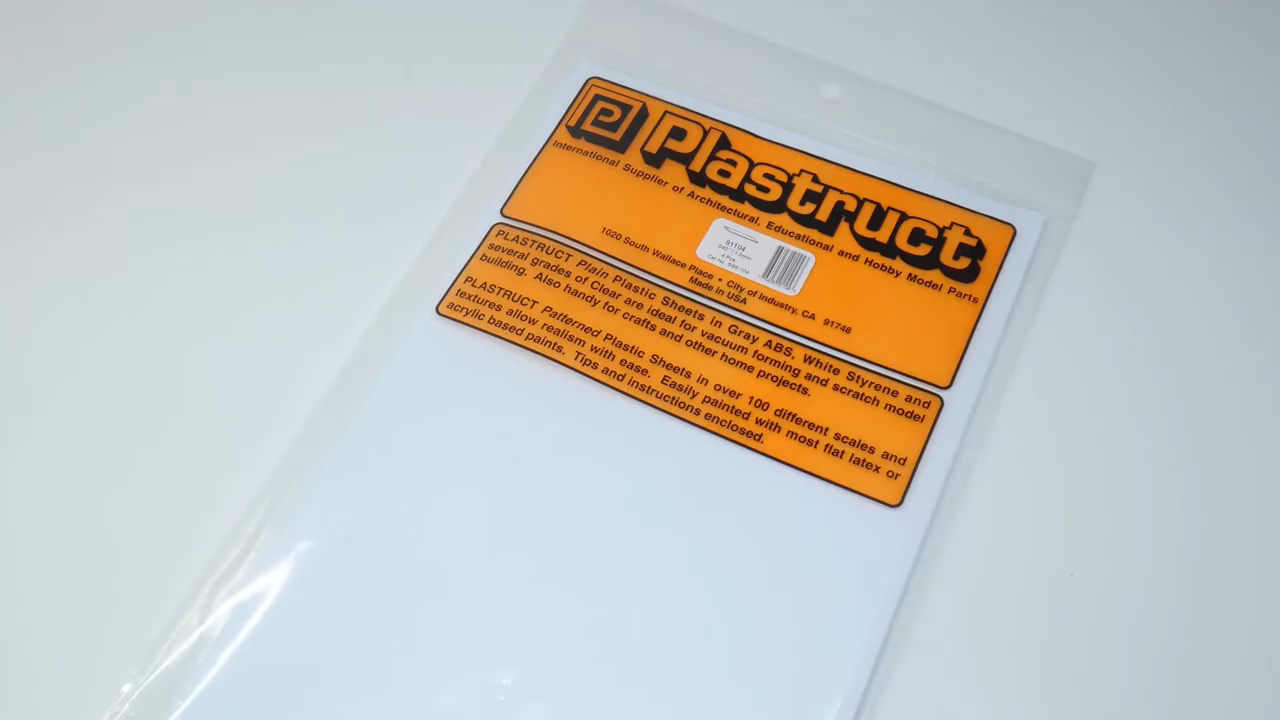 P Plastruct
International Supplier of Architectural, Educational and Hobby Model Parts
91104
4 Pcs
1020 South Wallace Place • City of Industry, CA 91748
Made in USA
PLASTRUCT Plain Plastic Sheets in Gray ABS, White Styrene and
several grades of Clear are ideal for vacuum forming and scratch model
building. Also handy for crafts and other home projects.
PLASTRUCT Patterned Plastic Sheets in over 100 different scales and
textures allow realism with ease. Easily painted with most flat latex or
acrylic based paints. Tips and instructions enclosed.